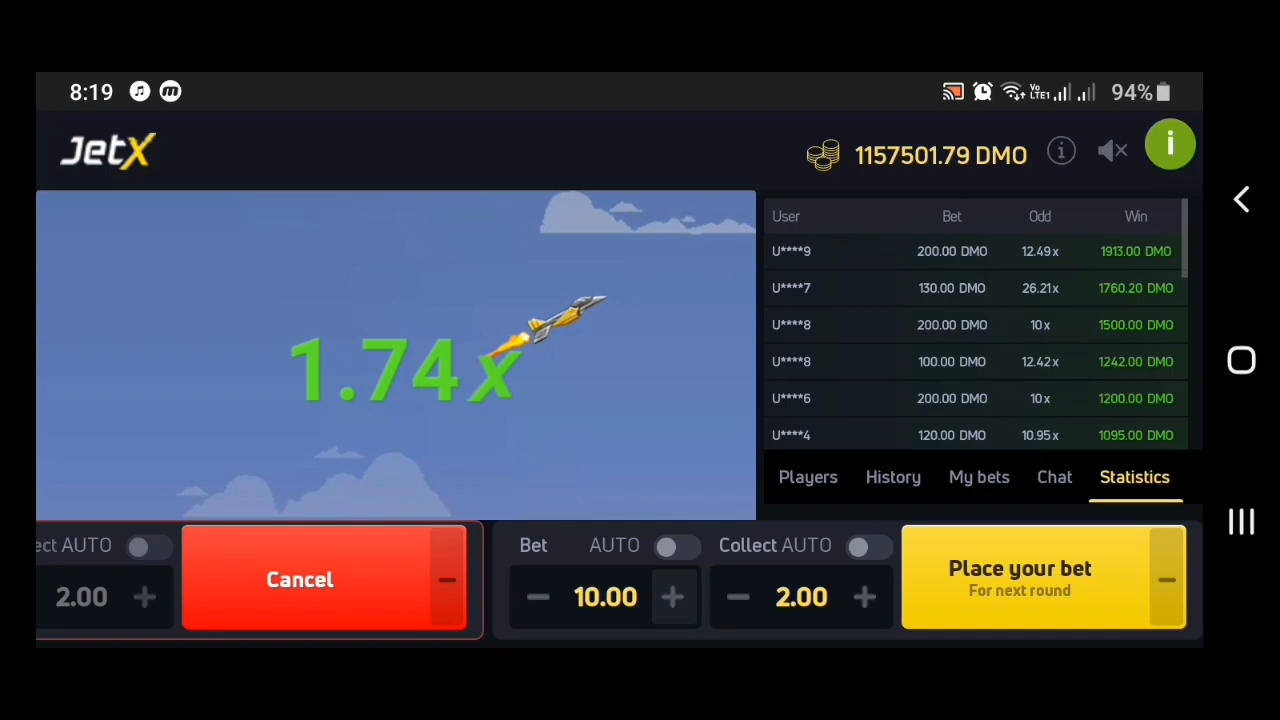 8:19
Vo LTE1
94%
JetX
1157501.79 DMO
1.74x
User Bet Odd Win
U****9 200.00 DMO 12.49x 1913.00 DMO
U****7 130.00 DMO 26.21x 1760.20 DMO
U****8 200.00 DMO 10x 1500.00 DMO
U****8 100.00 DMO 12.42x 1242.00 DMO
U****6 200.00 DMO 10x 1200.00 DMO
U****4 120.00 DMO 10.95x 1095.00 DMO
Players History My bets Chat Statistics
ect AUTO
2.00 +
Cancel
Bet AUTO
10.00
Collect AUTO
2.00
Place your bet
For next round